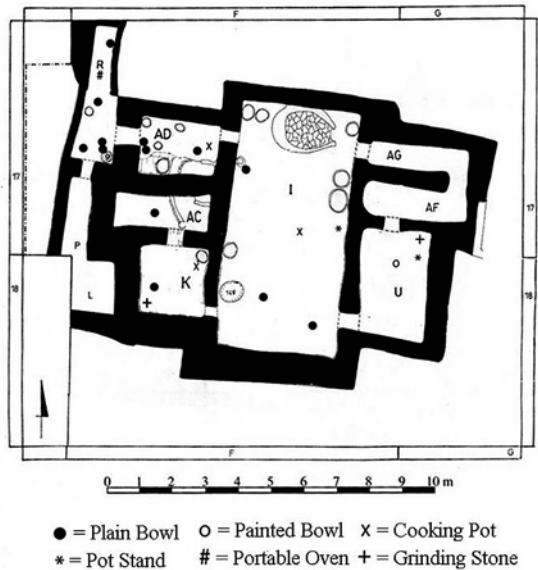 F G
R
#
AD
X
AG
17 17
I
AF
AC
X *
+
*
P
X
O
K U
18 18
L
+
F G
0 1 2 3 4 5 6 7 8 9 10 m
● = Plain Bowl O = Painted Bowl X = Cooking Pot
* = Pot Stand # = Portable Oven + = Grinding Stone